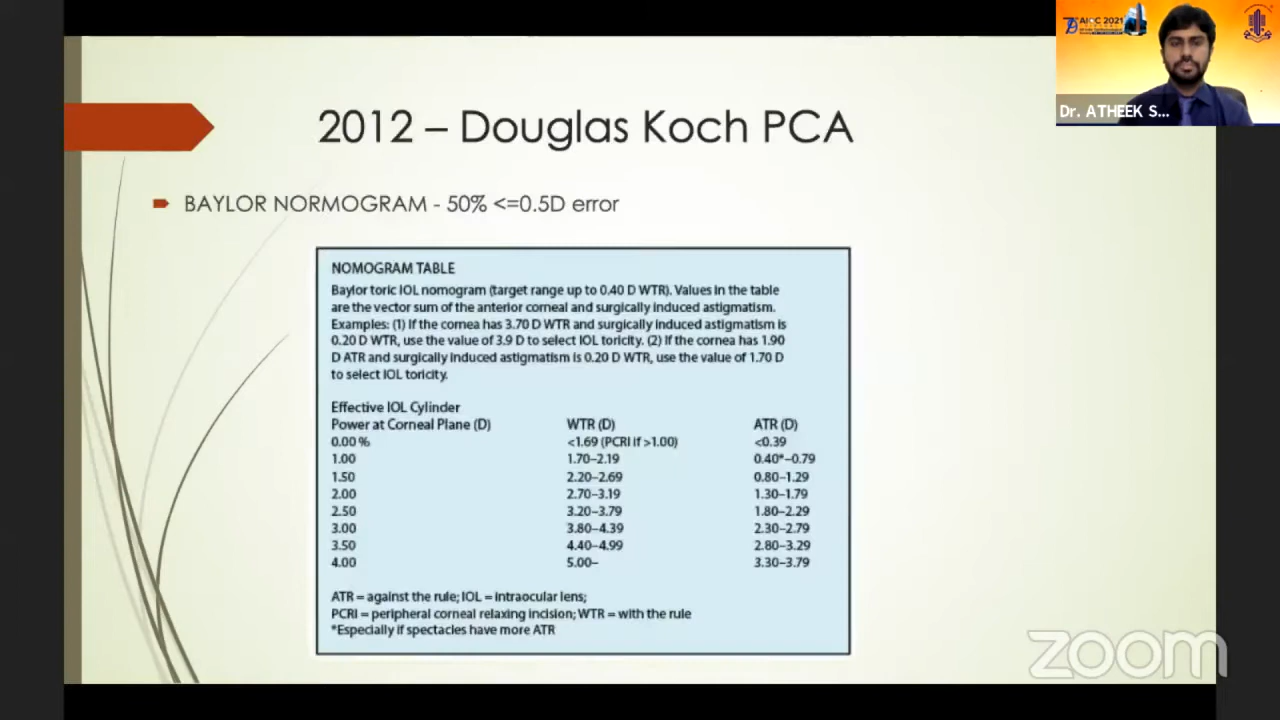 AIOC 2021
Dr. ATHEEK S...
2012 – Douglas Koch PCA
BAYLOR NORMOGRAM - 50% <=0.5D error
NOMOGRAM TABLE
Baylor toric IOL nomogram (target range up to 0.40 D WTR). Values in the table
are the vector sum of the anterior corneal and surgically induced astigmatism.
Examples: (1) If the cornea has 3.70 D WTR and surgically induced astigmatism is
0.20 D WTR, use the value of 3.9 D to select IOL toricity. (2) If the cornea has 1.90
D ATR and surgically induced astigmatism is 0.20 D WTR, use the value of 1.70 D
to select IOL toricity.
Effective IOL Cylinder
Power at Corneal Plane (D) WTR (D) ATR (D)
0.00 % <1.69 (PCRI if >1.00) <0.39
1.00 1.70–2.19 0.40*–0.79
1.50 2.20–2.69 0.80–1.29
2.00 2.70–3.19 1.30–1.79
2.50 3.20–3.79 1.80–2.29
3.00 3.80–4.39 2.30–2.79
3.50 4.40–4.99 2.80–3.29
4.00 5.00– 3.30–3.79
ATR = against the rule; IOL = intraocular lens;
PCRI = peripheral corneal relaxing incision; WTR = with the rule
*Especially if spectacles have more ATR
zoom